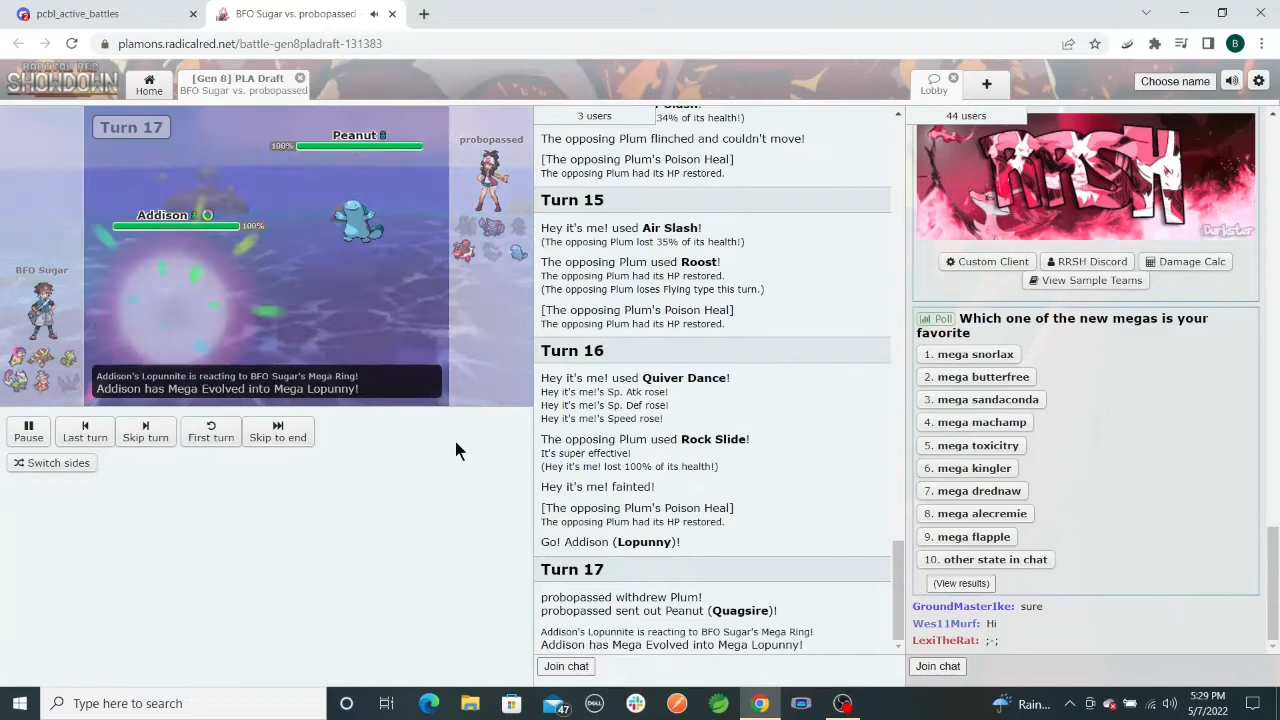 pcbl_active_battles
BFO Sugar vs. probopassed -
plamons.radicalred.net/battle-gen8pladraft-131383
RADICAL RED
SHOWDOWN
Home
[Gen 8] PLA Draft
BFO Sugar vs. probopassed
Lobby
Choose name
Turn 17
Peanut
100%
Addison
100%
probopassed
BFO Sugar
Addison's Lopunnite is reacting to BFO Sugar's Mega Ring!
Addison has Mega Evolved into Mega Lopunny!
Pause
Last turn
Skip turn
First turn
Skip to end
Switch sides
3 users
34% of its health!)
The opposing Plum flinched and couldn't move!
[The opposing Plum's Poison Heal]
The opposing Plum had its HP restored.
Turn 15
Hey it's me! used Air Slash!
(The opposing Plum lost 35% of its health!)
The opposing Plum used Roost!
The opposing Plum had its HP restored.
(The opposing Plum loses Flying type this turn.)
[The opposing Plum's Poison Heal]
The opposing Plum had its HP restored.
Turn 16
Hey it's me! used Quiver Dance!
Hey it's me!'s Sp. Atk rose!
Hey it's me!'s Sp. Def rose!
Hey it's me!'s Speed rose!
The opposing Plum used Rock Slide!
It's super effective!
(Hey it's me! lost 100% of its health!)
Hey it's me! fainted!
[The opposing Plum's Poison Heal]
The opposing Plum had its HP restored.
Go! Addison (Lopunny)!
Turn 17
probopassed withdrew Plum!
probopassed sent out Peanut (Quagsire)!
Addison's Lopunnite is reacting to BFO Sugar's Mega Ring!
Addison has Mega Evolved into Mega Lopunny!
Join chat
44 users
RRSH
Custom Client
RRSH Discord
Damage Calc
View Sample Teams
Poll Which one of the new megas is your
favorite
1. mega snorlax
2. mega butterfree
3. mega sandaconda
4. mega machamp
5. mega toxicitry
6. mega kingler
7. mega drednaw
8. mega alecremie
9. mega flapple
10. other state in chat
(View results)
GroundMasterIke: sure
Wes11Murf: Hi
LexiTheRat: ;-;
Join chat
Type here to search
47
DELL
Rain...
5:29 PM
5/7/2022